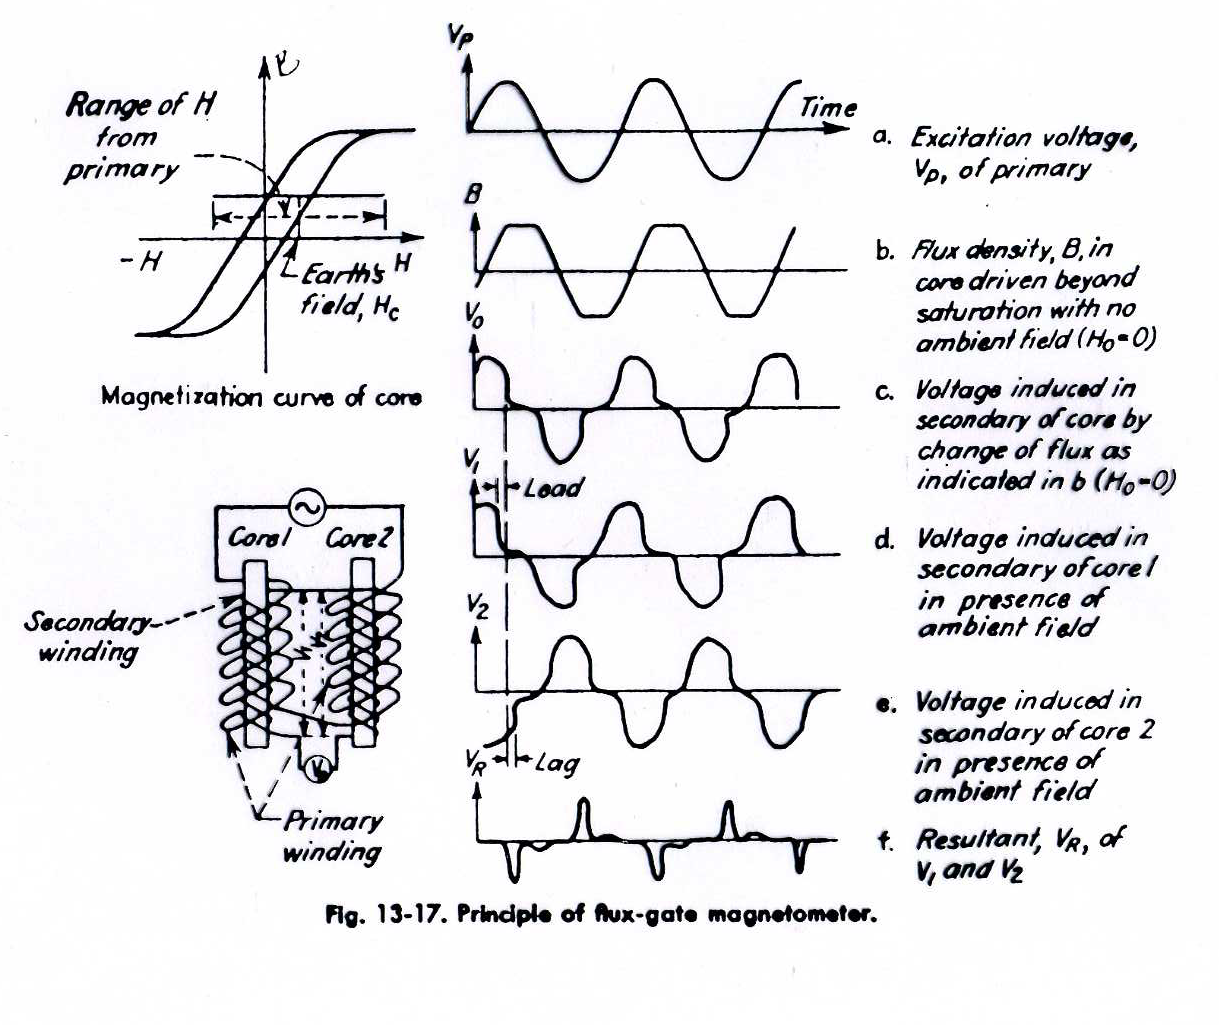 Range of H
from
primary
- H
H
Earth's
field, Hc
Magnetization curve of core
Core 1
Core 2
Secondary
winding
Primary
winding
VP
Time
B
Vo
V1
Lead
V2
Lag
VR
a. Excitation voltage,
Vp, of primary
b. Flux density, B, in
core driven beyond
saturation with no
ambient field (Ho=0)
c. Voltage induced in
secondary of core by
change of flux as
indicated in b (Ho=0)
d. Voltage induced in
secondary of core 1
in presence of
ambient field
e. Voltage induced in
secondary of core 2
in presence of
ambient field
f. Resultant, VR, of
V1 and V2
Fig. 13-17. Principle of flux-gate magnetometer.